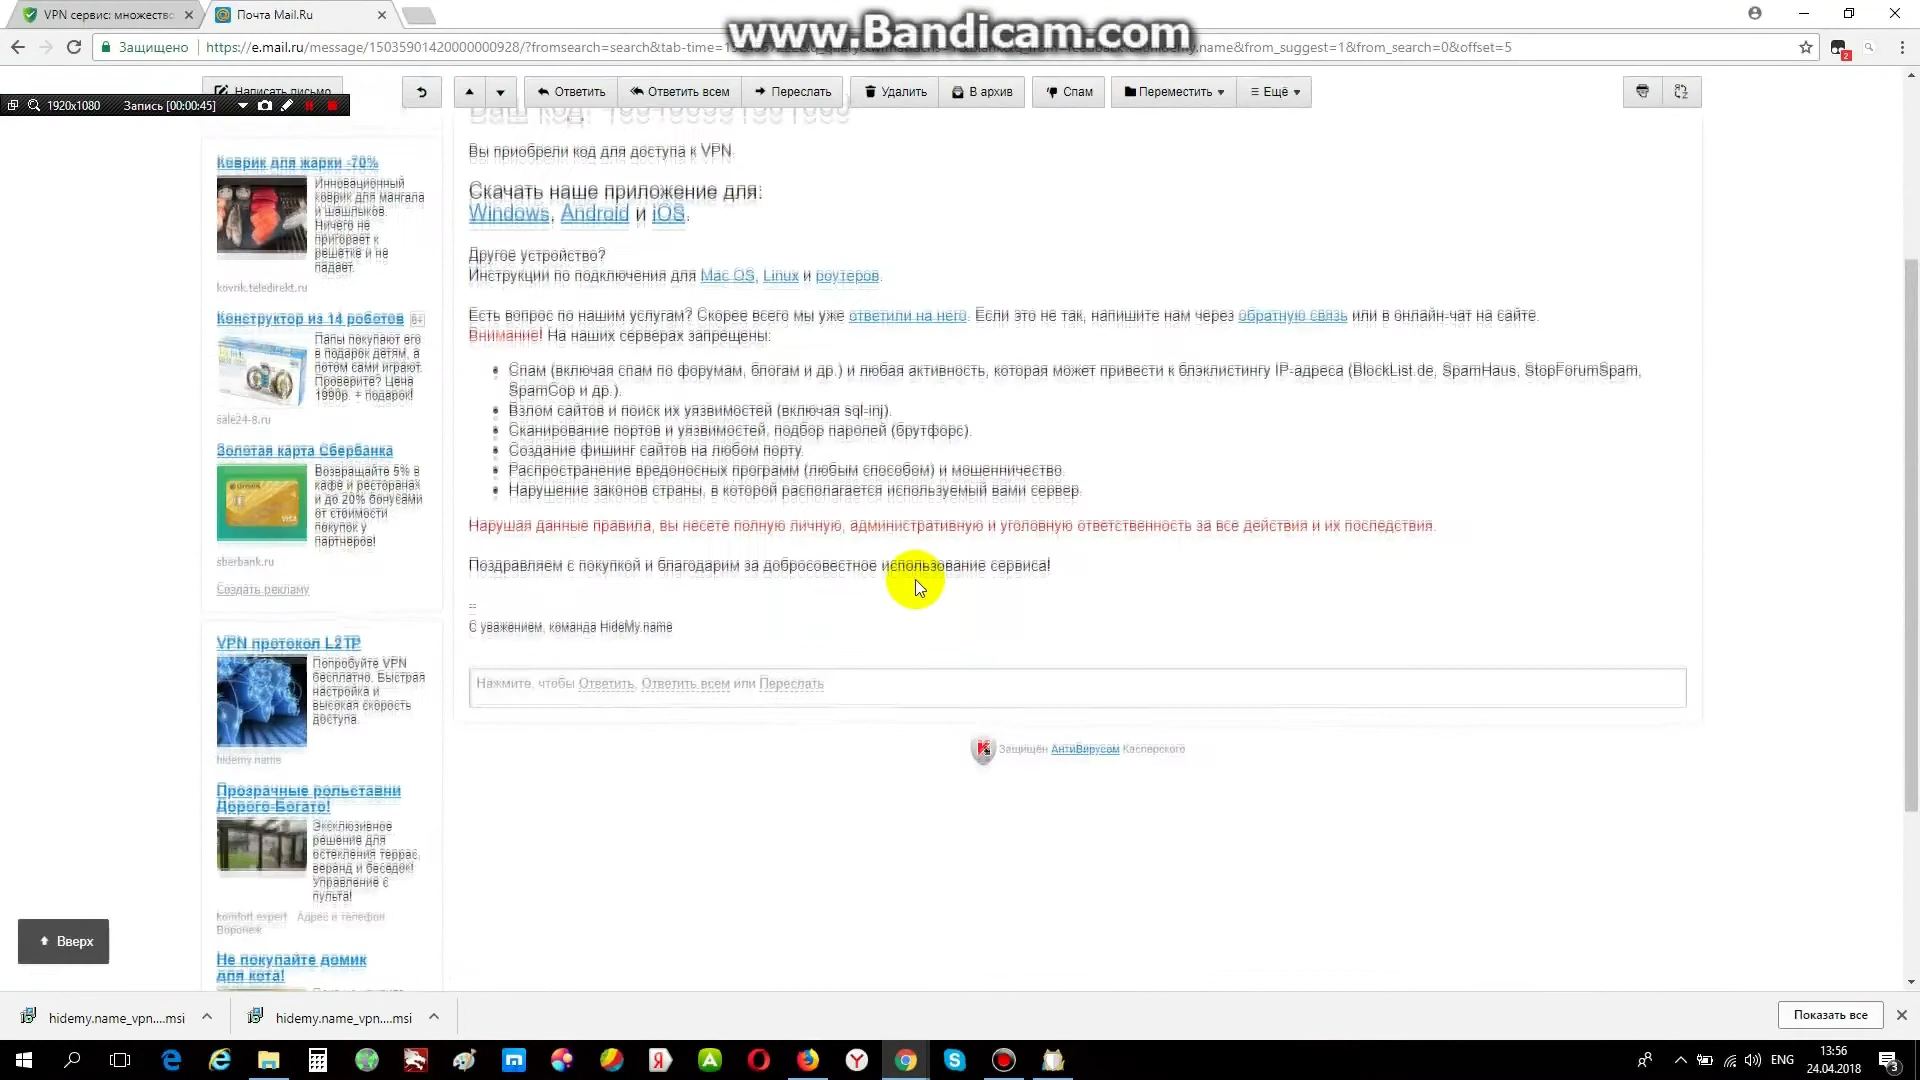 VPN сервис: множеств
Почта Mail.Ru
www.Bandicam.com
Защищено
https://e.mail.ru/message/15035901420000000928/?fromsearch=search&tab-time=
name&from_suggest=1&from_search=0&offset=5
2
Написать письмо
Ответить
Ответить всем
Переслать
Удалить
В архив
Спам
Переместить
Ещё
1920x1080
Запись [00:00:45]
Ваш код:
Вы приобрели код для доступа к VPN.
Скачать наше приложение для:
Windows, Android и iOS.
Другое устройство?
Инструкции по подключения для Mac OS, Linux и роутеров.
Есть вопрос по нашим услугам? Скорее всего мы уже ответили на него. Если это не так, напишите нам через обратную связь или в онлайн-чат на сайте.
Внимание! На наших серверах запрещены:
Спам (включая спам по форумам, блогам и др.) и любая активность, которая может привести к блэклистингу IP-адреса (BlockList.de, SpamHaus, StopForumSpam,
SpamCop и др.).
Взлом сайтов и поиск их уязвимостей (включая sql-inj).
Сканирование портов и уязвимостей, подбор паролей (брутфорс).
Создание фишинг сайтов на любом порту.
Распространение вредоносных программ (любым способом) и мошенничество.
Нарушение законов страны, в которой располагается используемый вами сервер.
Нарушая данные правила, вы несете полную личную, административную и уголовную ответственность за все действия и их последствия.
Поздравляем с покупкой и благодарим за добросовестное использование сервиса!
--
С уважением, команда HideMy.name
Нажмите, чтобы Ответить, Ответить всем или Переслать
Защищён АнтиВирусом Касперского
Коврик для жарки -70%
Инновационный
коврик для мангала
и шашлыков.
Ничего не
пригорает к
решетке и не
падает.
kovrik.teledirekt.ru
Конструктор из 14 роботов 6+
Папы покупают его
в подарок детям, а
потом сами играют.
Проверите? Цена
1990р. + подарок!
sale24-8.ru
Золотая карта Сбербанка
Возвращайте 5% в
кафе и ресторанах
и до 20% бонусами
от стоимости
покупок у
партнеров!
sberbank.ru
Создать рекламу
VPN протокол L2TP
Попробуйте VPN
бесплатно. Быстрая
настройка и
высокая скорость
доступа.
hidemy.name
Прозрачные рольставни
Дорого-Богато!
Эксклюзивное
решение для
остекления террас,
веранд и беседок!
Управление с
пульта!
komfort.expert Адрес и телефон
Воронеж
Не покупайте домик
для кота!
Вверх
hidemy.name_vpn....msi
hidemy.name_vpn....msi
Показать все
ENG
13:56
24.04.2018
3